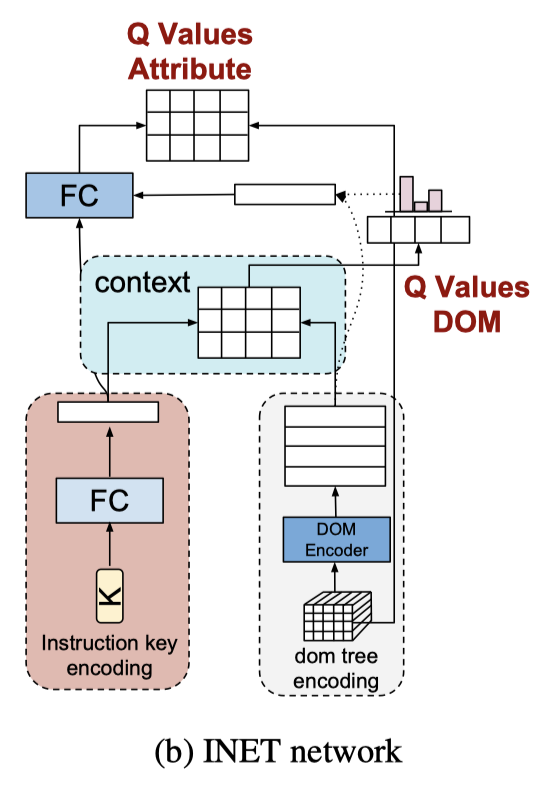 Q Values
Attribute
FC
context
Q Values
DOM
FC
K
Instruction key
encoding
DOM
Encoder
dom tree
encoding
(b) INET network